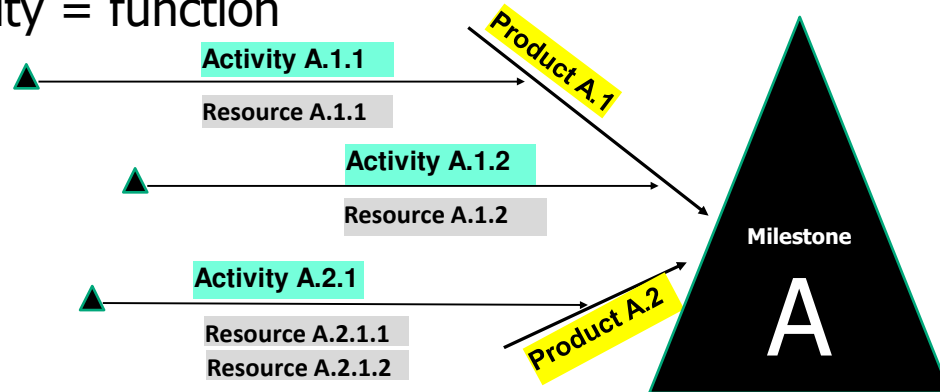 ity = function
Activity A.1.1
Resource A.1.1
Product A.1
Activity A.1.2
Resource A.1.2
Milestone
A
Activity A.2.1
Resource A.2.1.1
Resource A.2.1.2
Product A.2